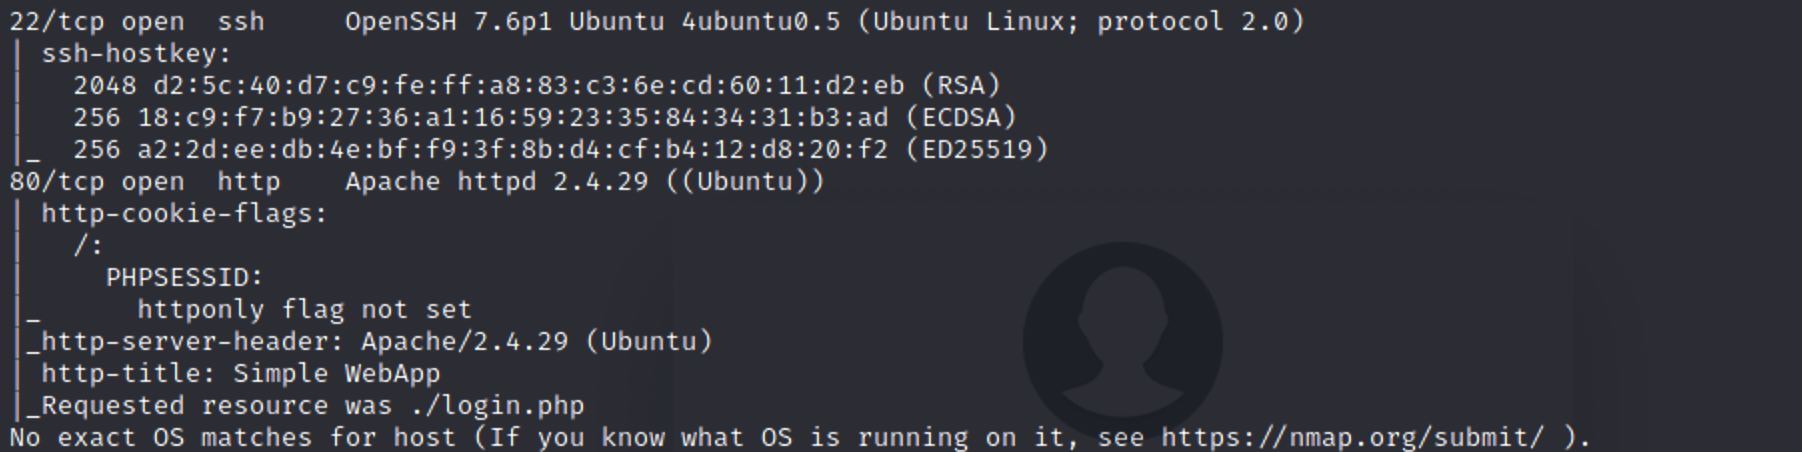 22/tcp open  ssh     OpenSSH 7.6p1 Ubuntu 4ubuntu0.5 (Ubuntu Linux; protocol 2.0)
| ssh-hostkey:
|   2048 d2:5c:40:d7:c9:fe:ff:a8:83:c3:6e:cd:60:11:d2:eb (RSA)
|   256 18:c9:f7:b9:27:36:a1:16:59:23:35:84:34:31:b3:ad (ECDSA)
|_  256 a2:2d:ee:db:4e:bf:f9:3f:8b:d4:cf:b4:12:d8:20:f2 (ED25519)
80/tcp open  http    Apache httpd 2.4.29 ((Ubuntu))
| http-cookie-flags:
|   /:
|     PHPSESSID:
|_      httponly flag not set
|_http-server-header: Apache/2.4.29 (Ubuntu)
| http-title: Simple WebApp
|_Requested resource was ./login.php
No exact OS matches for host (If you know what OS is running on it, see https://nmap.org/submit/ ).